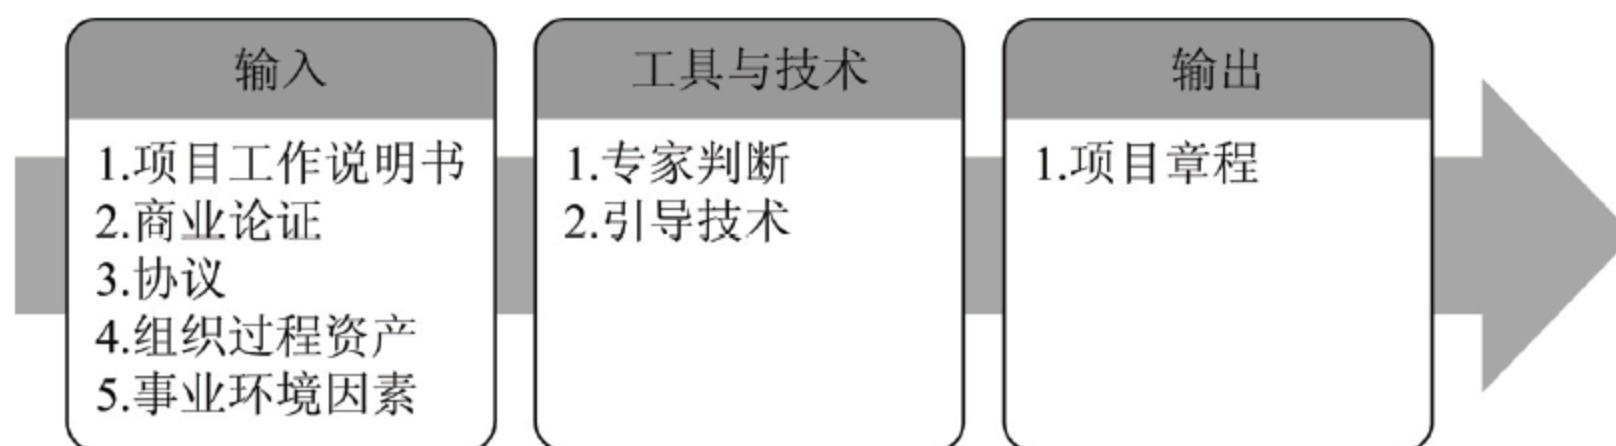 输入
1.项目工作说明书
2.商业论证
3.协议
4.组织过程资产
5.事业环境因素
工具与技术
1.专家判断
2.引导技术
输出
1.项目章程